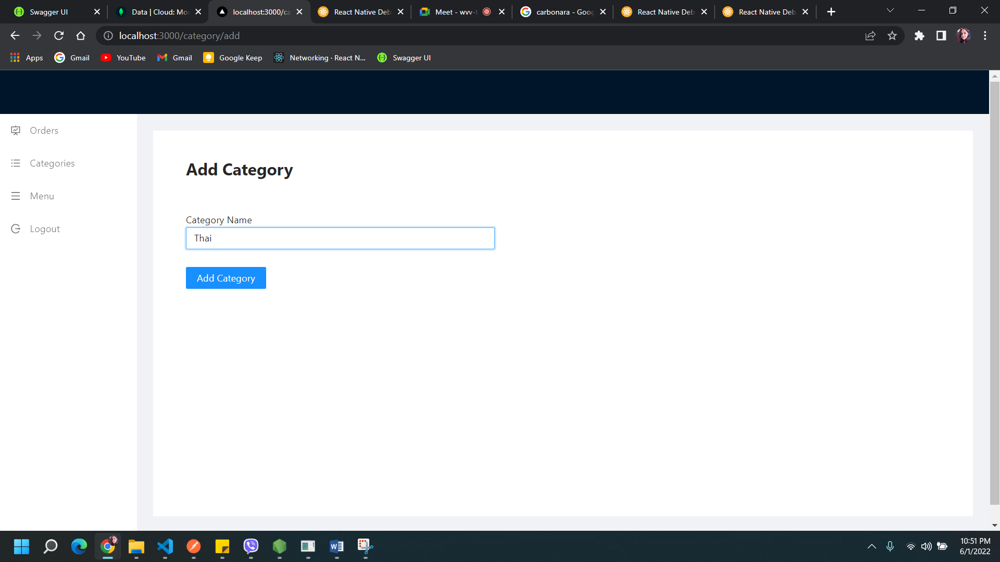 Swagger UI
Data | Cloud: Mo
localhost:3000/ca
React Native Deb
Meet - wvv-t
carbonara - Goog
React Native Deb
React Native Deb
localhost:3000/category/add
Apps
Gmail
YouTube
Gmail
Google Keep
Networking · React N...
Swagger UI
Orders
Categories
Menu
Logout
Add Category
Category Name
Thai
Add Category
10:51 PM
6/1/2022